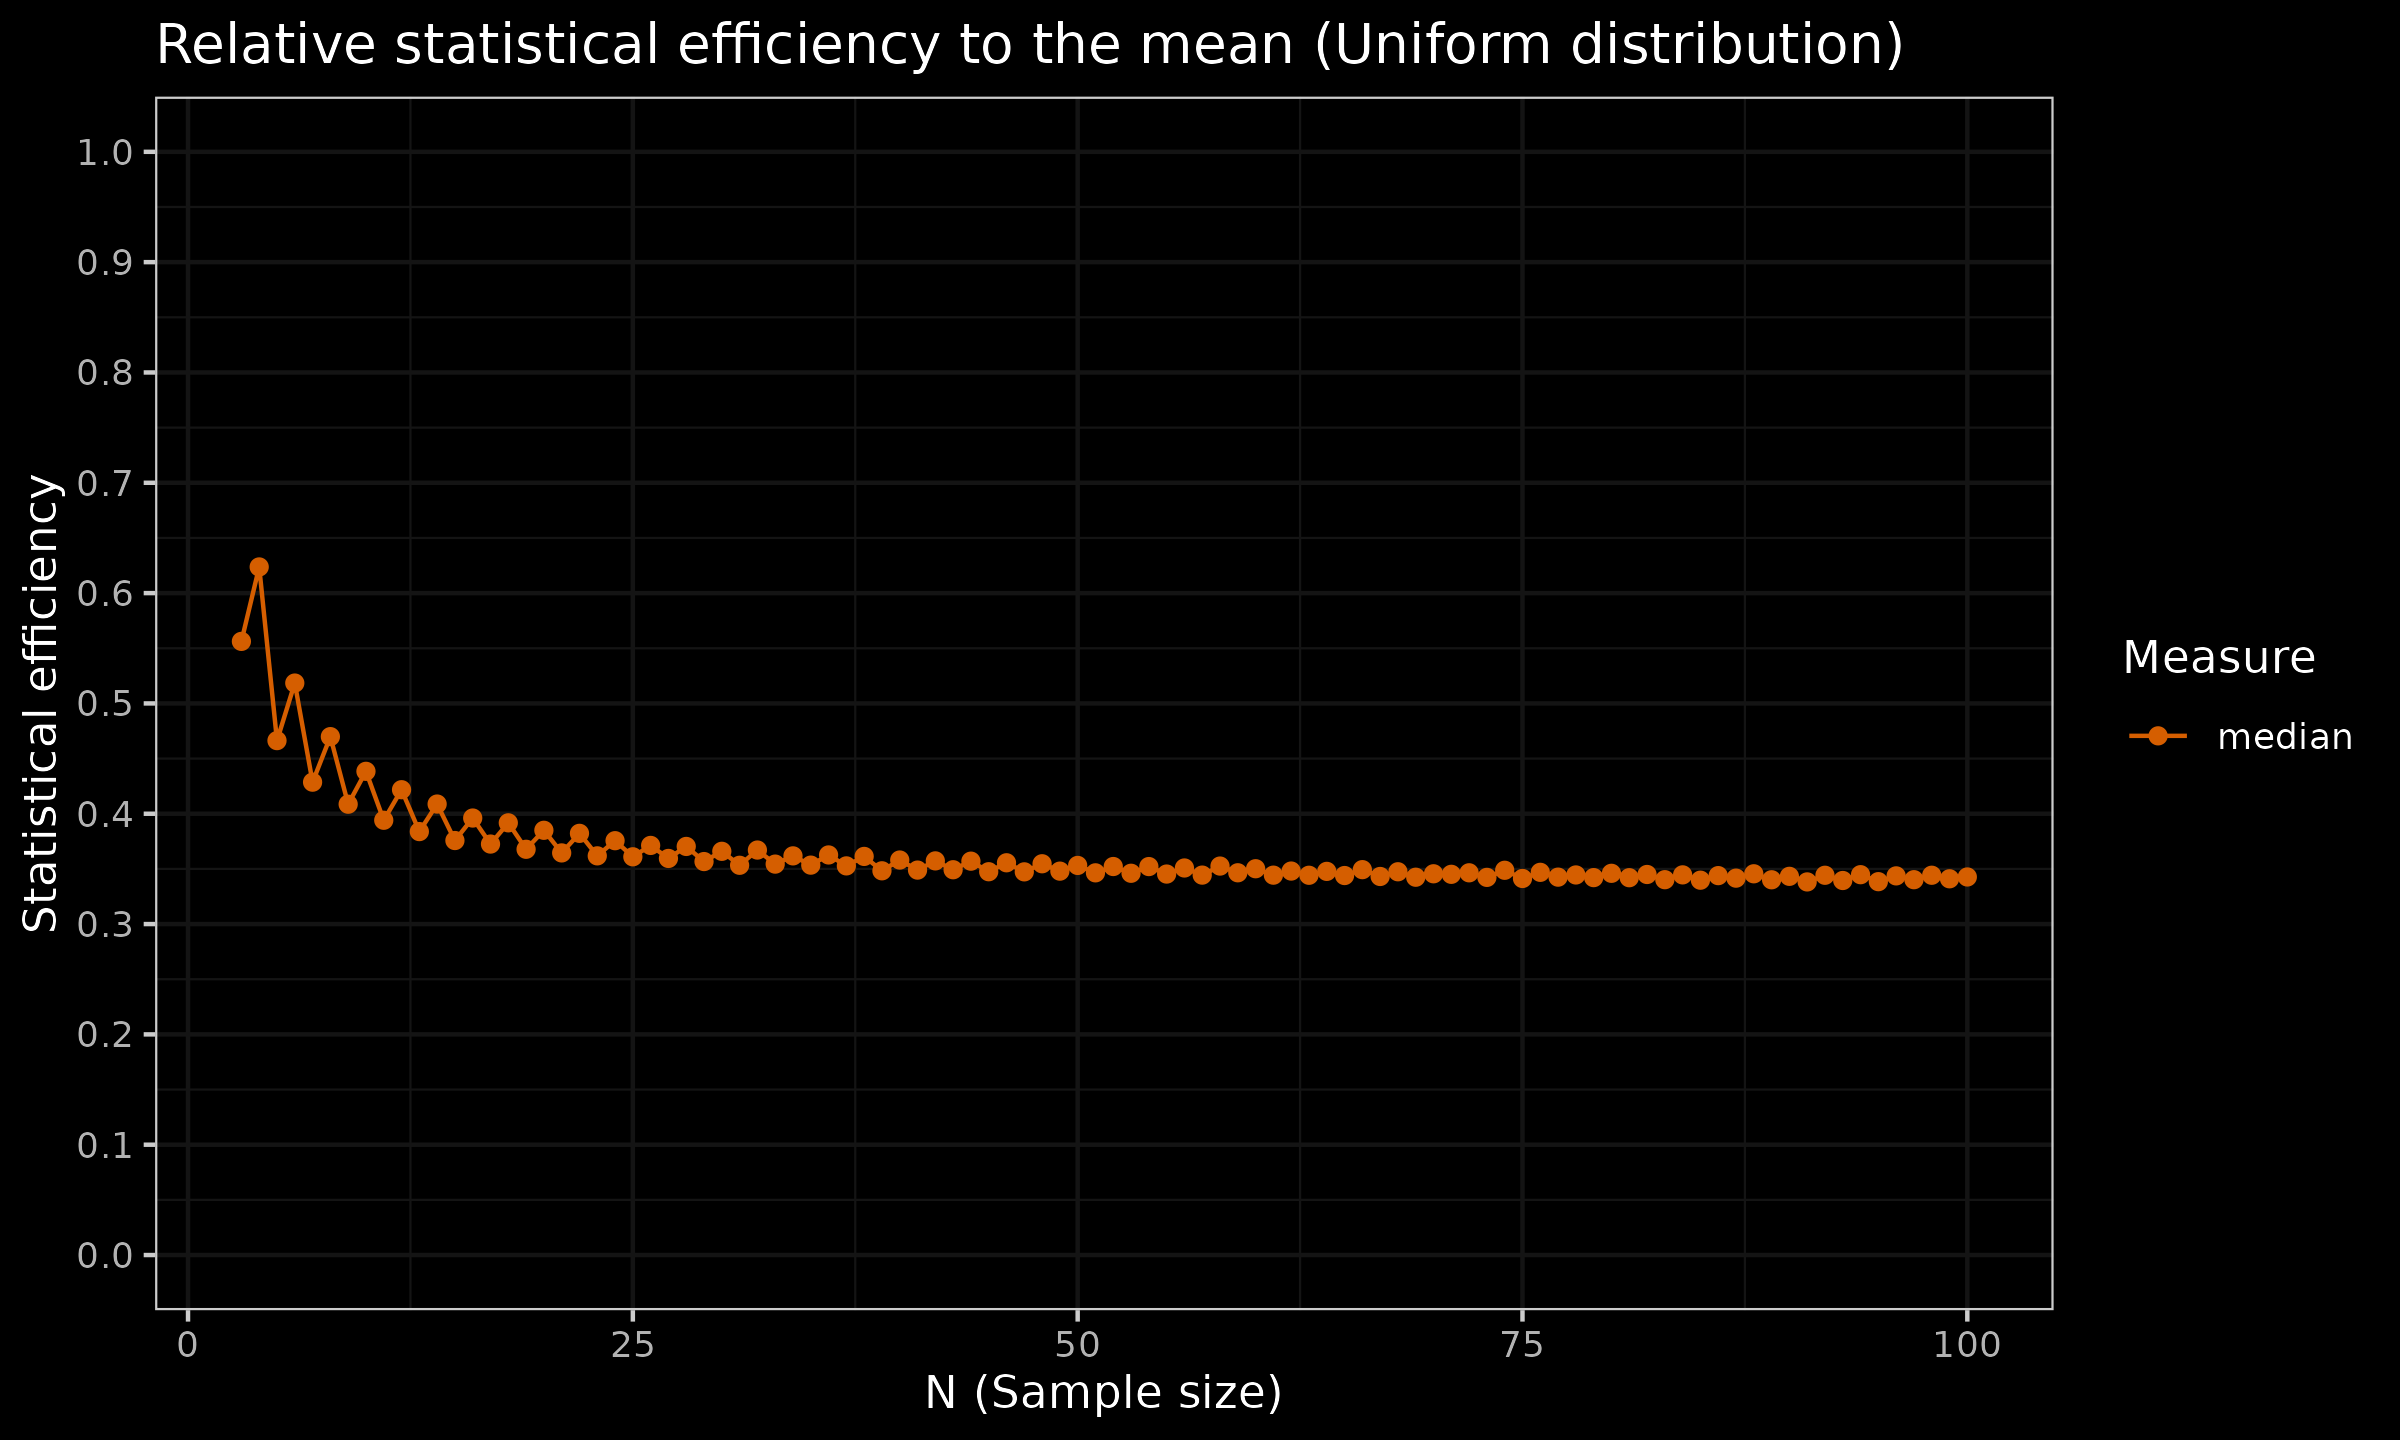 Relative statistical efficiency to the mean (Uniform distribution)
Statistical efficiency
1.0
0.9
0.8
0.7
0.6
0.5
0.4
0.3
0.2
0.1
0.0
0 25 50 75 100
N (Sample size)
Measure
median